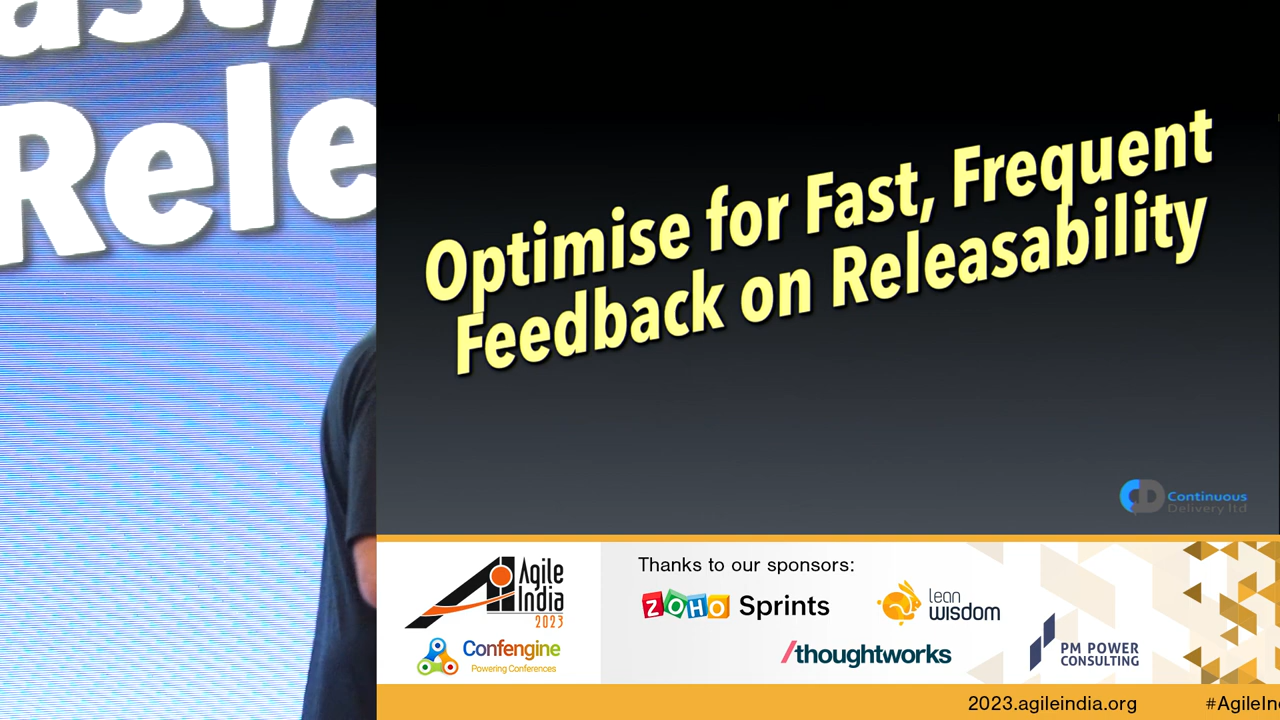 Rele
Optimise for Fast, Frequent
Feedback on Releasability
Continuous
Delivery ltd
Agile
India
2023
Confengine
Powering Conferences
Thanks to our sponsors:
ZOHO Sprints
lean
wisdom
/thoughtworks
PM POWER
CONSULTING
2023.agileindia.org
#AgileIn